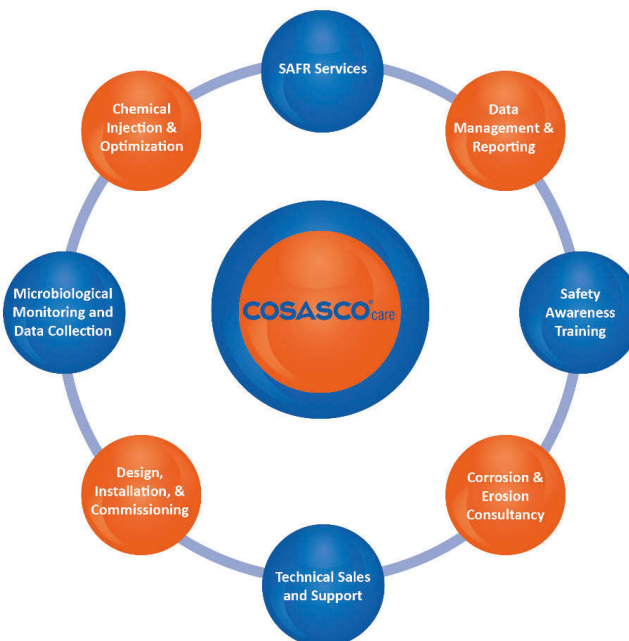 SAFR Services
Data
Management &
Reporting
Safety
Awareness
Training
Corrosion &
Erosion
Consultancy
Technical Sales
and Support
Design,
Installation, &
Commissioning
Microbiological
Monitoring and
Data Collection
Chemical
Injection &
Optimization
COSASCO® care